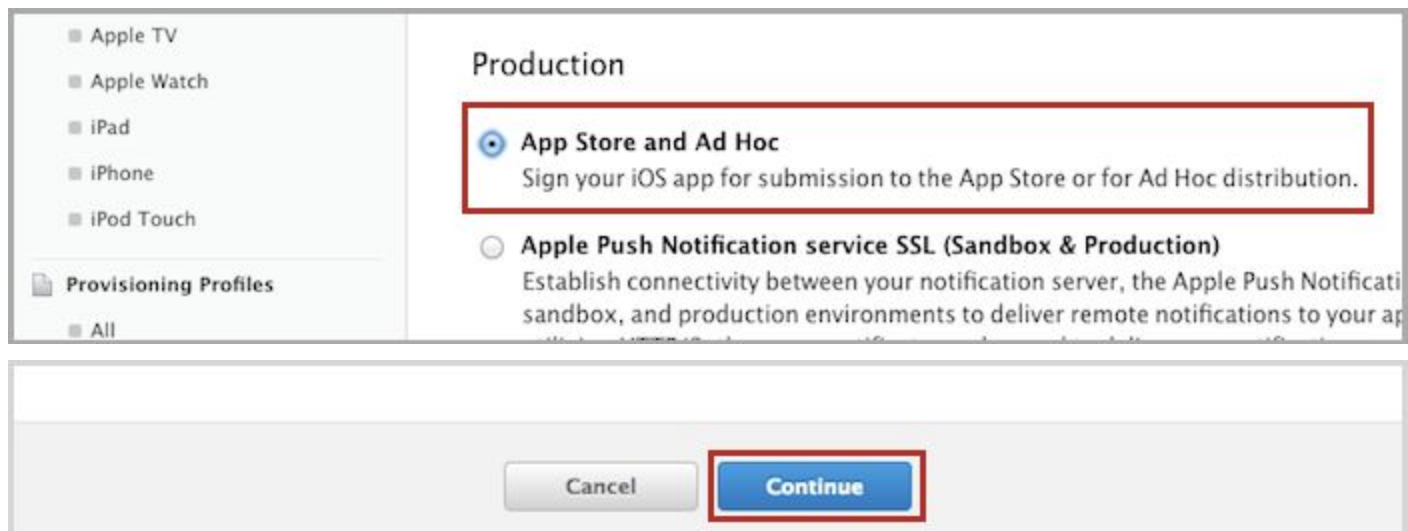 Apple TV
Apple Watch
iPad
iPhone
iPod Touch
Provisioning Profiles
All
Production
App Store and Ad Hoc
Sign your iOS app for submission to the App Store or for Ad Hoc distribution.
Apple Push Notification service SSL (Sandbox & Production)
Establish connectivity between your notification server, the Apple Push Notificati
sandbox, and production environments to deliver remote notifications to your ap
Cancel
Continue